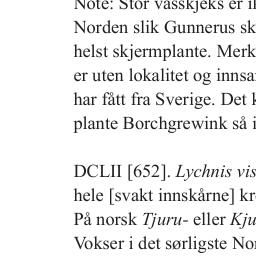 Note: Stor vasskjeks er i
Norden slik Gunnerus sk
helst skjermplante. Merk
er uten lokalitet og innsa
har fått fra Sverige. Det
plante Borchgrewink så i
DCLII [652]. Lychnis vis
hele [svakt innskårne] kr
På norsk Tjuru- eller Kju
Vokser i det sørligste No